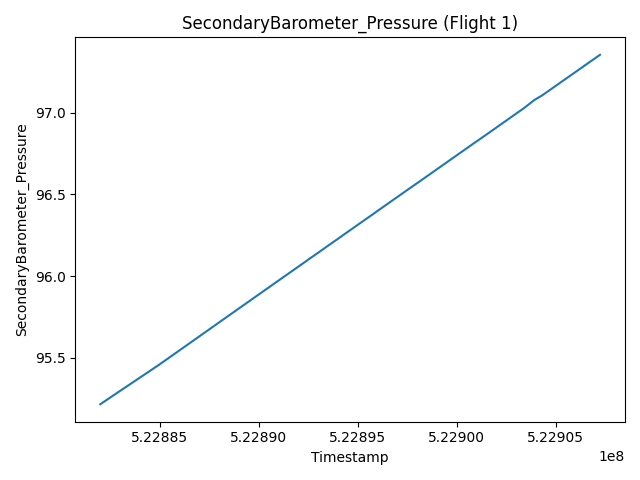 SecondaryBarometer_Pressure (Flight 1)
SecondaryBarometer_Pressure
97.0
96.5
96.0
95.5
5.22885 5.22890 5.22895 5.22900 5.22905
1e8
Timestamp